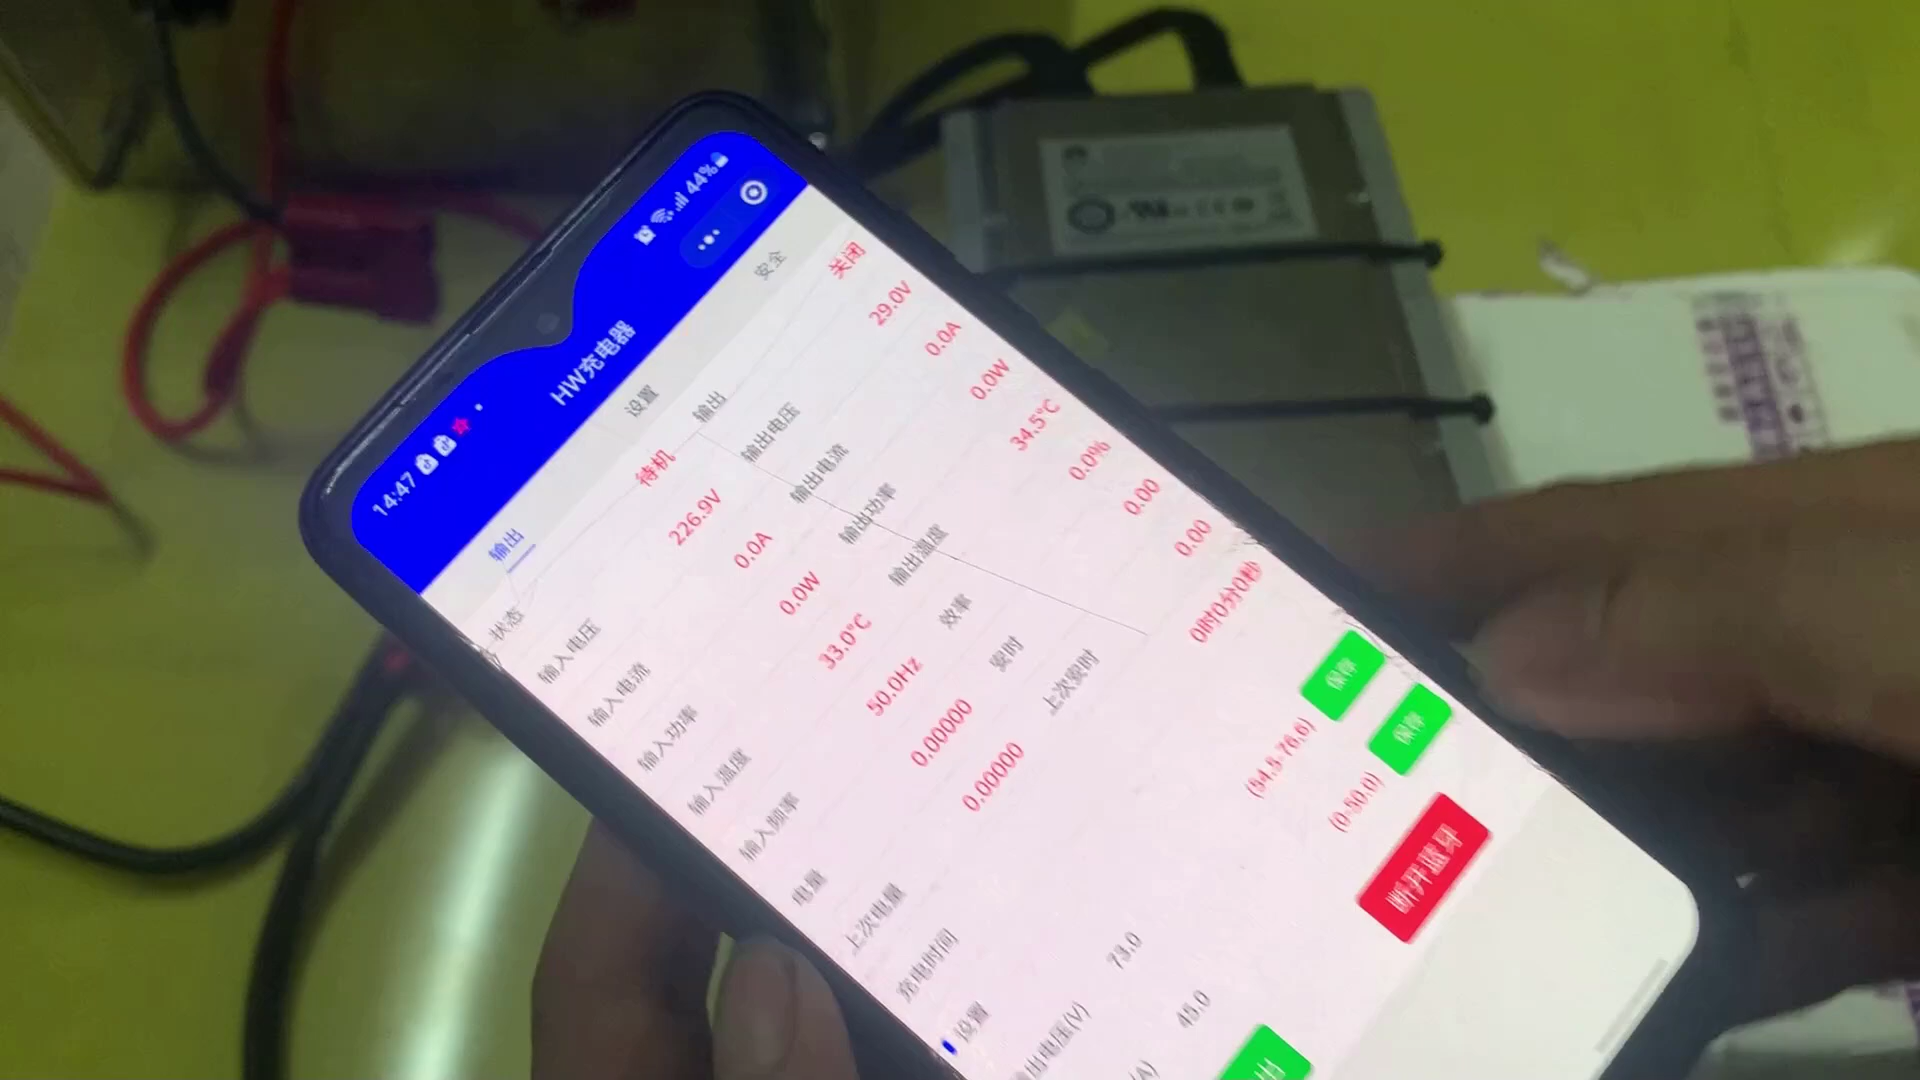 14:47 44%
HW充电器
输出 设置 安全
状态 待机 输出 关闭
输入电压 226.9V 输出电压 29.0V
输入电流 0.0A 输出电流 0.0A
输入功率 0.0W 输出功率 0.0W
输入温度 33.0°C 输出温度 34.5°C
输入频率 50.0Hz 效率 0.0%
电量 0.00000 安时 0.00
上次电量 0.00000 上次安时 0.00
充电时间 0时0分0秒
设置
出电压(V) 73.0 (54.5-76.6) 保存
(A) 45.0 (0-50.0) 保存
出 断开蓝牙